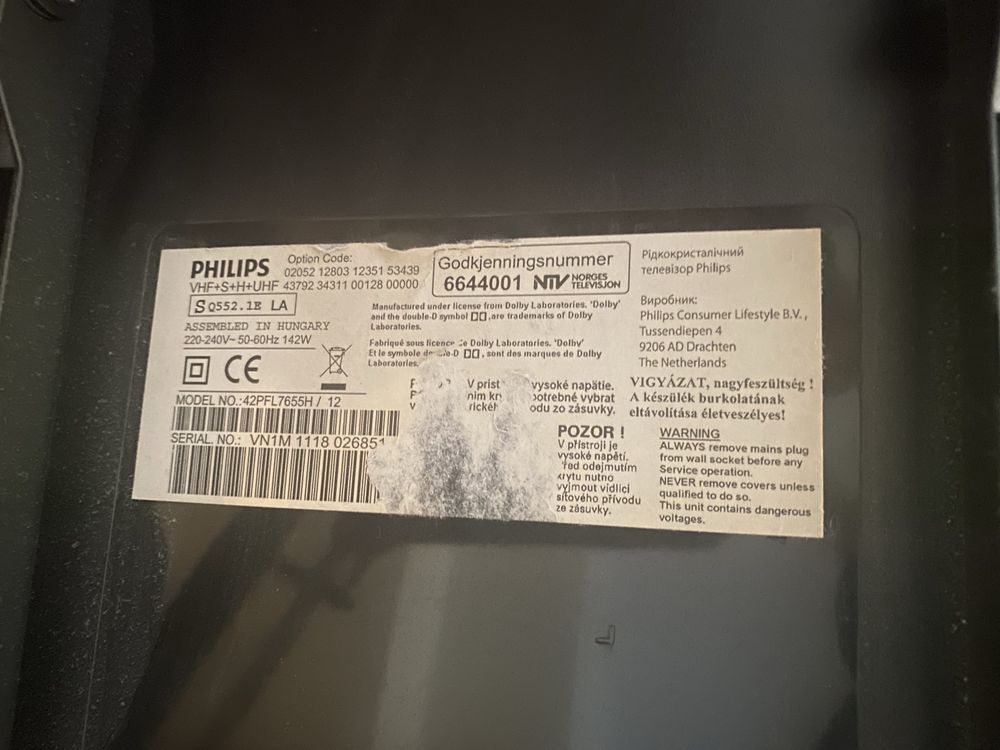 PHILIPS
Option Code:
02052 12803 12351 53439
VHF+S+H+UHF 43792 34311 00128 00000
S Q552.1E LA
ASSEMBLED IN HUNGARY
220-240V~ 50-60Hz 142W
CE
MODEL NO.:42PFL7655H / 12
SERIAL NO.: VN1M 1118 026851
Godkjenningsnummer
6644001 NTV NORGES
TELEVISJON
Manufactured under license from Dolby Laboratories. 'Dolby'
and the double-D symbol ,are trademarks of Dolby
Laboratories.
Fabriqué sous licence de Dolby Laboratories. 'Dolby'
Et le symbole , sont des marques de Dolby
Laboratories.
V príst vysoké napätie.
potrebné vybrat
zo zásuvky.
POZOR !
V přístroji je
vysoké napětí.
odejmutím
nutno
vyjmout vidlici
síťového přívodu
ze zásuvky.
Рідкокристалічний
телевізор Philips
Виробник:
Philips Consumer Lifestyle B.V.,
Tussendiepen 4
9206 AD Drachten
The Netherlands
VIGYÁZAT, nagyfeszültség !
A készülék burkolatának
eltávolítása életveszélyes!
WARNING
ALWAYS remove mains plug
from wall socket before any
Service operation.
NEVER remove covers unless
qualified to do so.
This unit contains dangerous
voltages.